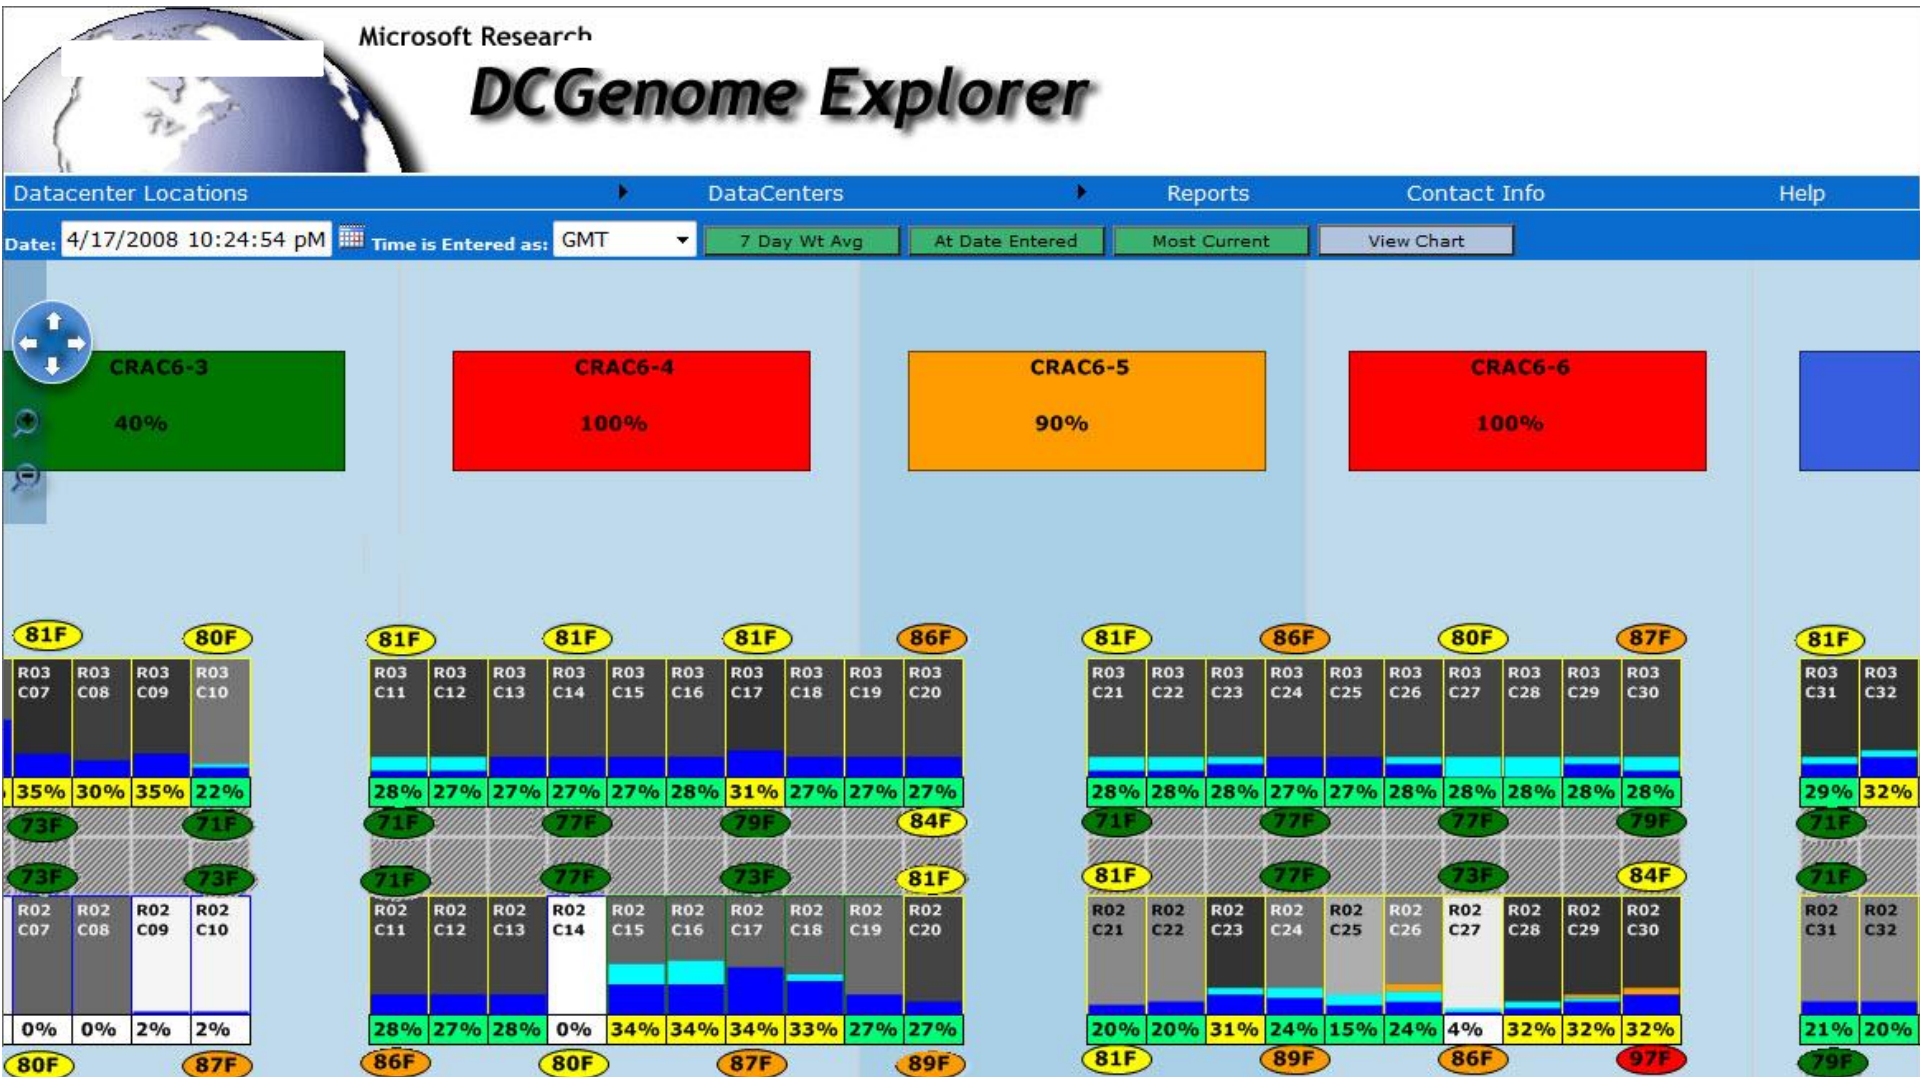 Microsoft Research
DCGenome Explorer
Datacenter Locations DataCenters Reports Contact Info Help
Date: 4/17/2008 10:24:54 pM Time is Entered as: GMT 7 Day Wt Avg At Date Entered Most Current View Chart
CRAC6-3 CRAC6-4 CRAC6-5 CRAC6-6
40% 100% 90% 100%
81F 80F 81F 81F 81F 86F 81F 86F 80F 87F 81F
R03 R03 R03 R03 R03 R03 R03 R03 R03 R03 R03 R03 R03 R03 R03 R03 R03 R03 R03 R03 R03 R03 R03 R03 R03 R03
C07 C08 C09 C10 C11 C12 C13 C14 C15 C16 C17 C18 C19 C20 C21 C22 C23 C24 C25 C26 C27 C28 C29 C30 C31 C32
35% 30% 35% 22% 28% 27% 27% 27% 27% 28% 31% 27% 27% 27% 28% 28% 28% 27% 27% 28% 28% 28% 28% 28% 29% 32%
73F 71F 71F 77F 79F 84F 71F 77F 77F 79F 71F
73F 73F 71F 77F 73F 81F 81F 77F 73F 84F 71F
R02 R02 R02 R02 R02 R02 R02 R02 R02 R02 R02 R02 R02 R02 R02 R02 R02 R02 R02 R02 R02 R02 R02 R02 R02 R02
C07 C08 C09 C10 C11 C12 C13 C14 C15 C16 C17 C18 C19 C20 C21 C22 C23 C24 C25 C26 C27 C28 C29 C30 C31 C32
0% 0% 2% 2% 28% 27% 28% 0% 34% 34% 34% 33% 27% 27% 20% 20% 31% 24% 15% 24% 4% 32% 32% 32% 21% 20%
80F 87F 86F 80F 87F 89F 81F 89F 86F 97F 79F